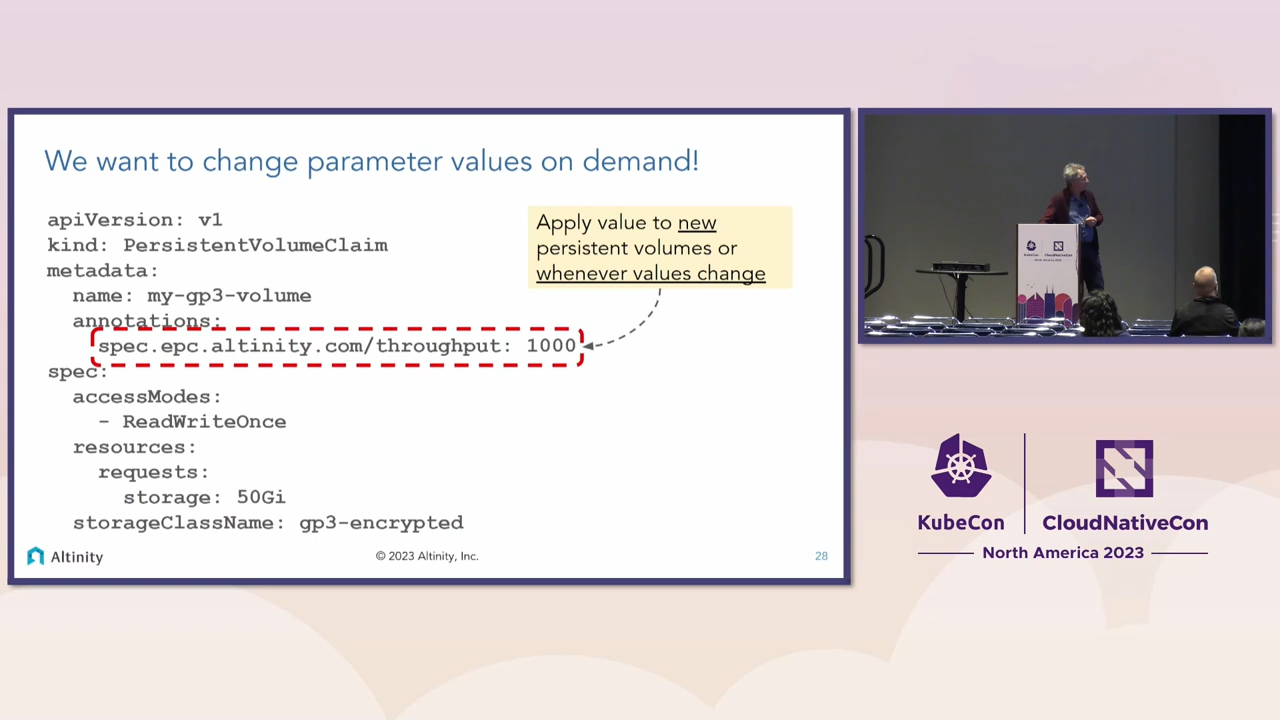 We want to change parameter values on demand!
apiVersion: v1
kind: PersistentVolumeClaim
metadata:
name: my-gp3-volume
annotations:
spec.epc.altinity.com/throughput: 1000
spec:
accessModes:
- ReadWriteOnce
resources:
requests:
storage: 50Gi
storageClassName: gp3-encrypted
Apply value to new
persistent volumes or
whenever values change
Altinity
© 2023 Altinity, Inc.
28
KubeCon
CloudNativeCon
KubeCon
CloudNativeCon
North America 2023